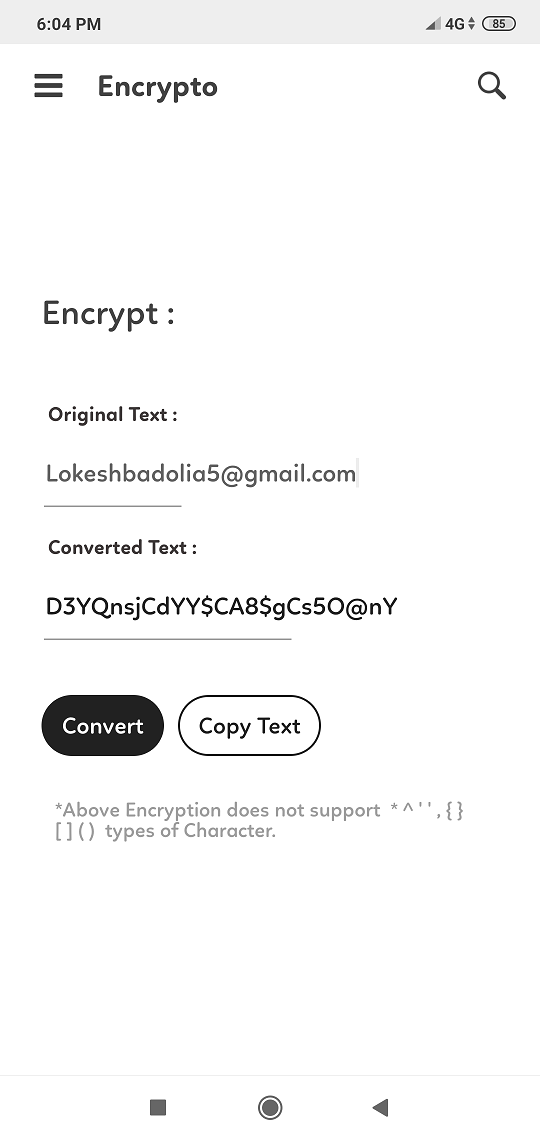 6:04 PM 4G 85
Encrypto
Encrypt :
Original Text :
Lokeshbadolia5@gmail.com
Converted Text :
D3YQnsjCdYY$CA8$gCs5O@nY
Convert Copy Text
*Above Encryption does not support * ^ ' ' , { }
[ ] ( ) types of Character.